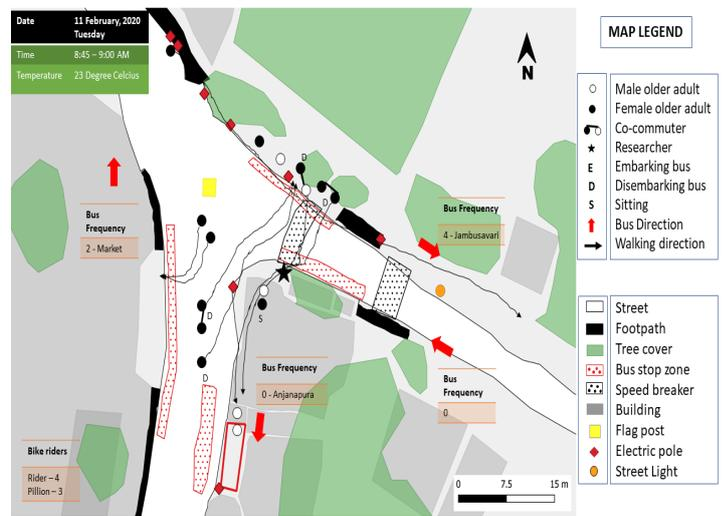 Date 11 February, 2020
Tuesday
Time 8:45 – 9:00 AM
Temperature 23 Degree Celcius
N
D
D
Bus
Frequency
2 - Market
Bus Frequency
4 - Jambusavari
S
D
D
Bus Frequency
0 - Anjanapura
Bus
Frequency
0
Bike riders
Rider – 4
Pillion – 3
0 7.5 15 m
MAP LEGEND
Male older adult
Female older adult
Co-commuter
Researcher
E Embarking bus
D Disembarking bus
S Sitting
Bus Direction
Walking direction
Street
Footpath
Tree cover
Bus stop zone
Speed breaker
Building
Flag post
Electric pole
Street Light